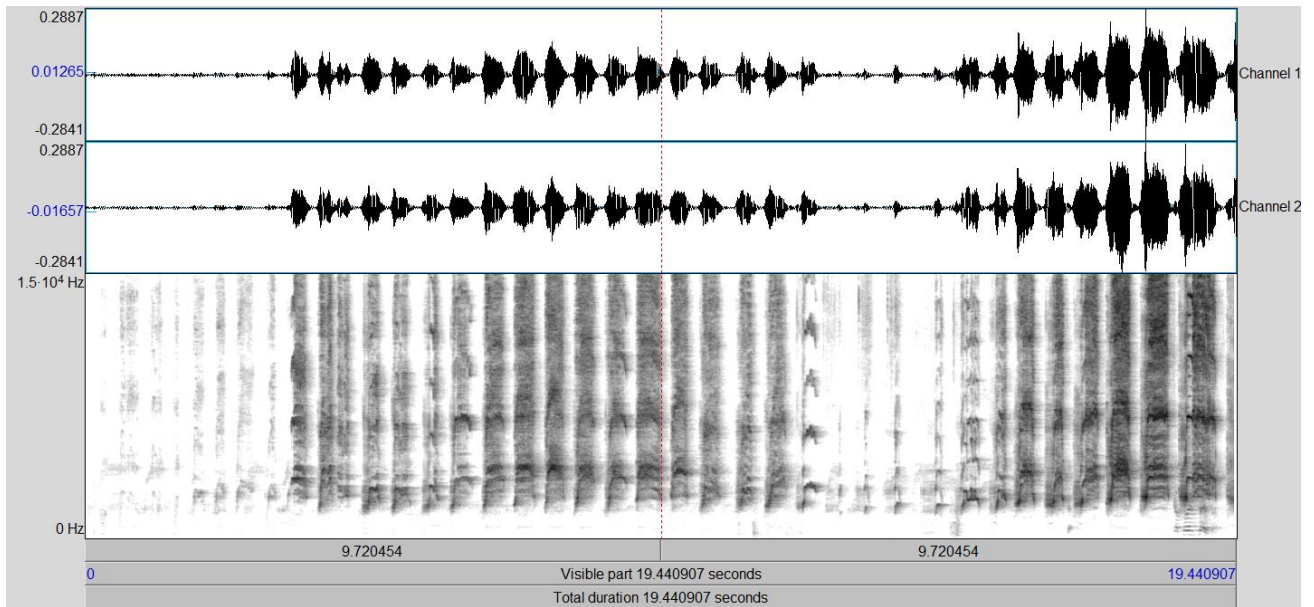 0.2887
0.01265
Channel 1
-0.2841
0.2887
-0.01657
Channel 2
-0.2841
1.5·10⁴ Hz
0 Hz
9.720454 9.720454
0 Visible part 19.440907 seconds 19.440907
Total duration 19.440907 seconds